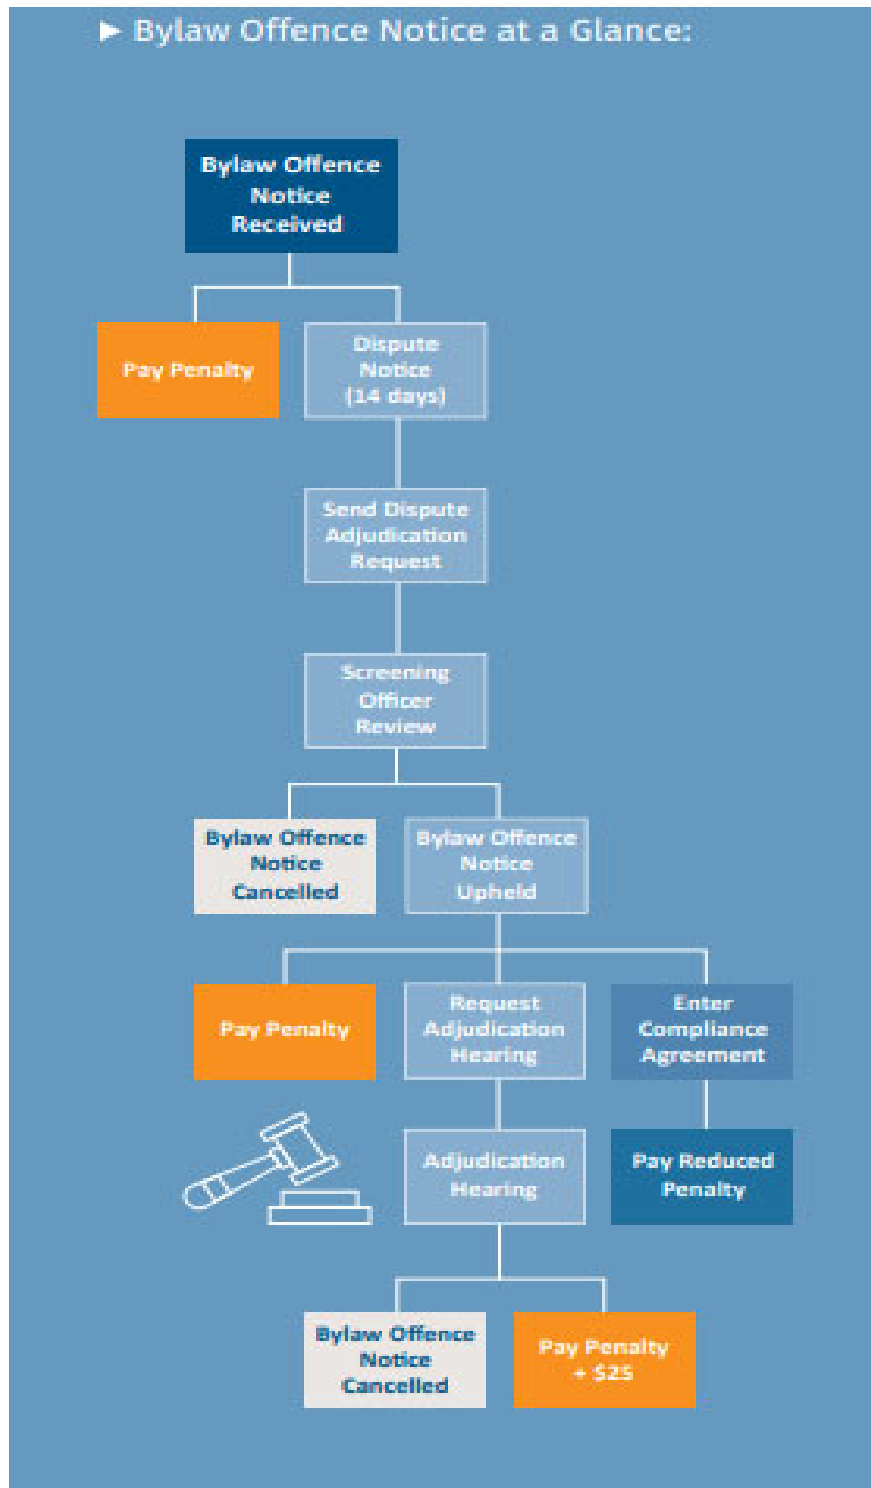 ► Bylaw Offence Notice at a Glance:
Bylaw Offence
Notice
Received
Pay Penalty
Dispute
Notice
(14 days)
Send Dispute
Adjudication
Request
Screening
Officer
Review
Bylaw Offence
Notice
Cancelled
Bylaw Offence
Notice
Upheld
Pay Penalty
Request
Adjudication
Hearing
Enter
Compliance
Agreement
Adjudication
Hearing
Pay Reduced
Penalty
Bylaw Offence
Notice
Cancelled
Pay Penalty
+ $25